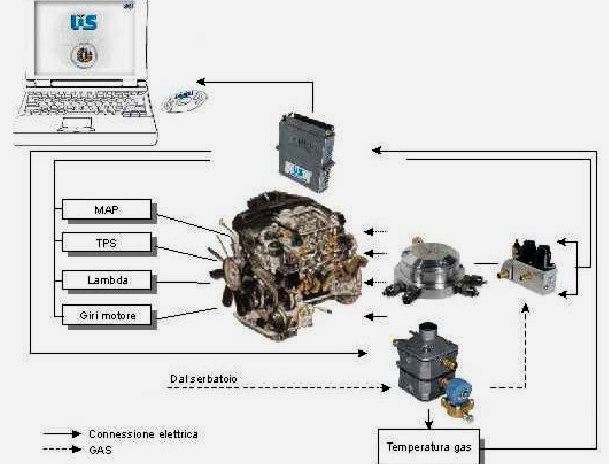 MAP
TPS
Lambda
Giri motore
Dal serbatoio
Connessione elettrica
GAS
Temperatura gas